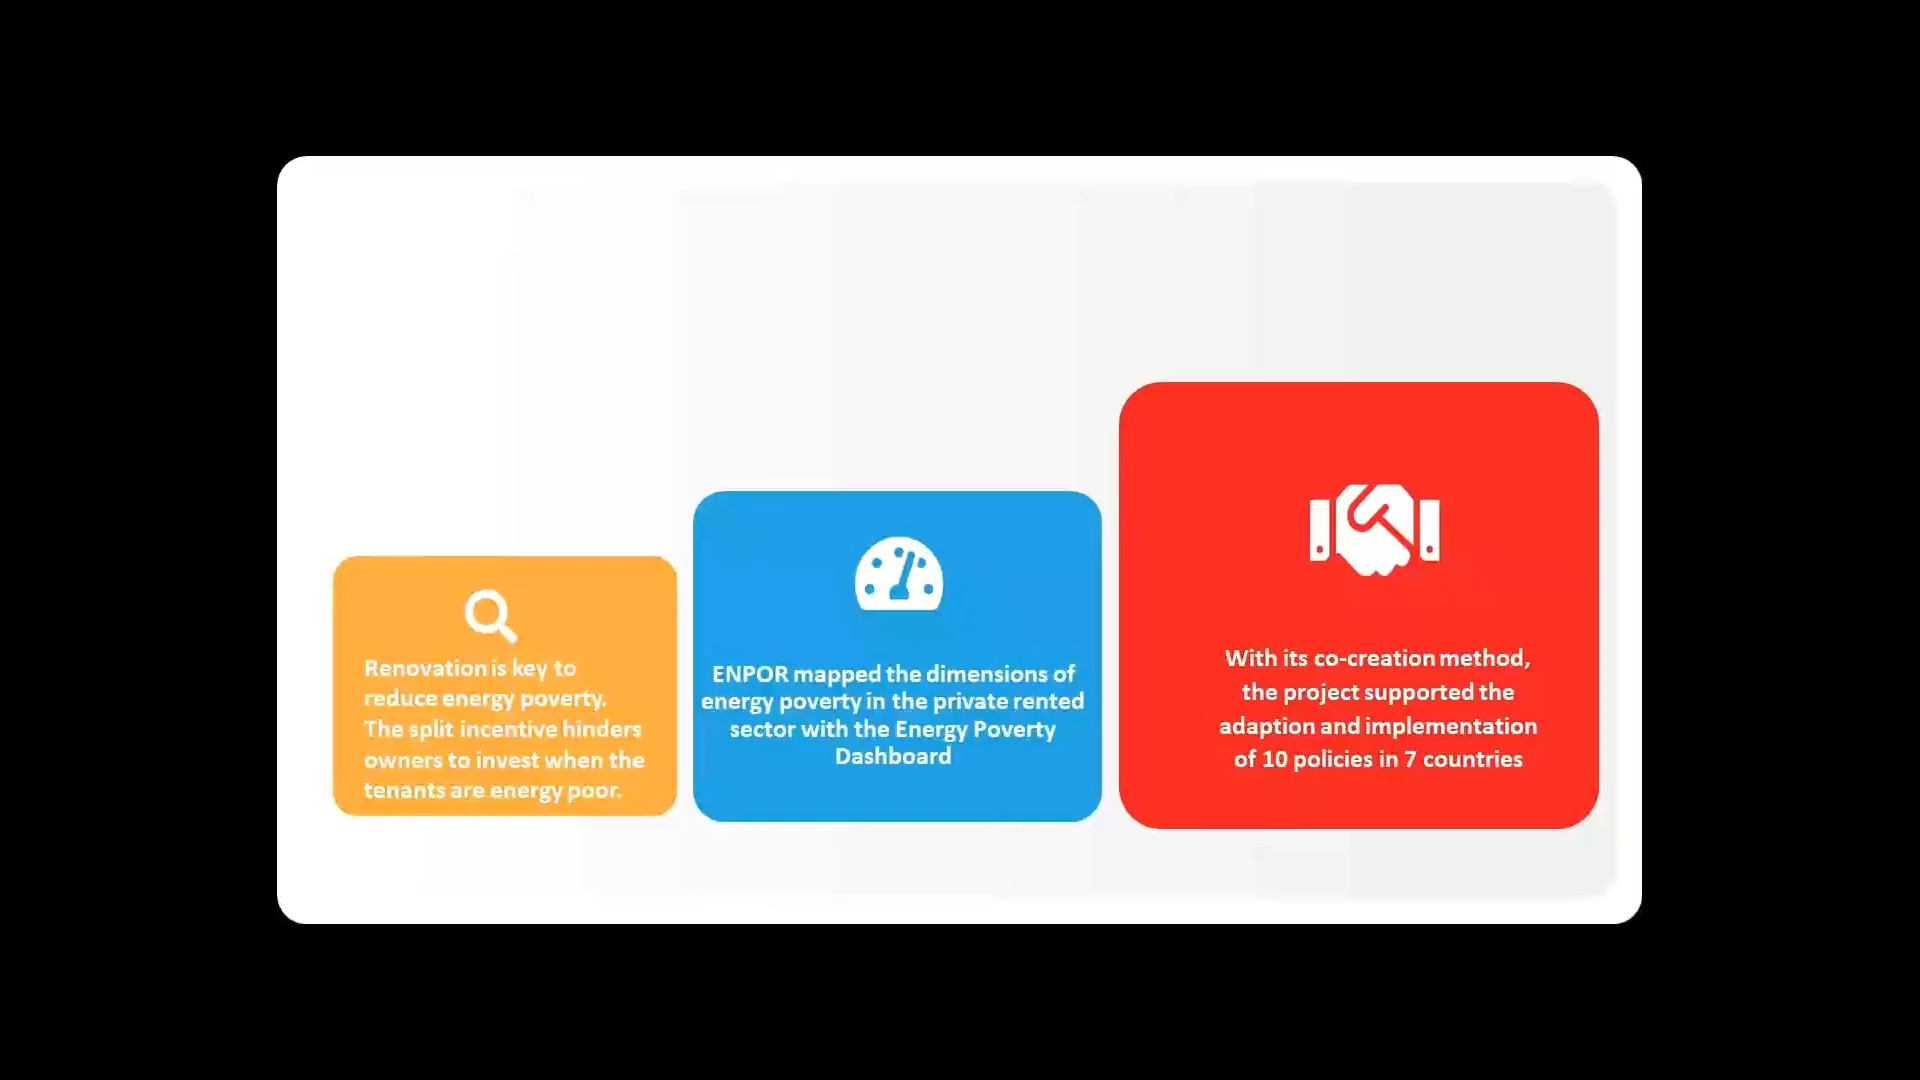 Renovation is key to
reduce energy poverty.
The split incentive hinders
owners to invest when the
tenants are energy poor.
ENPOR mapped the dimensions of
energy poverty in the private rented
sector with the Energy Poverty
Dashboard
With its co-creation method,
the project supported the
adaption and implementation
of 10 policies in 7 countries